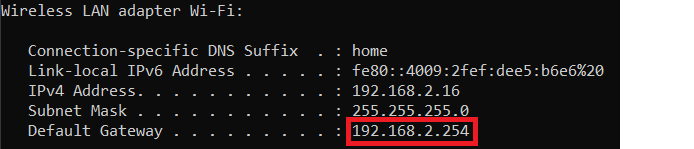 Wireless LAN adapter Wi-Fi:
Connection-specific DNS Suffix . : home
Link-local IPv6 Address . . . . . : fe80::4009:2fef:dee5:b6e6%20
IPv4 Address. . . . . . . . . . . : 192.168.2.16
Subnet Mask . . . . . . . . . . . : 255.255.255.0
Default Gateway . . . . . . . . . : 192.168.2.254